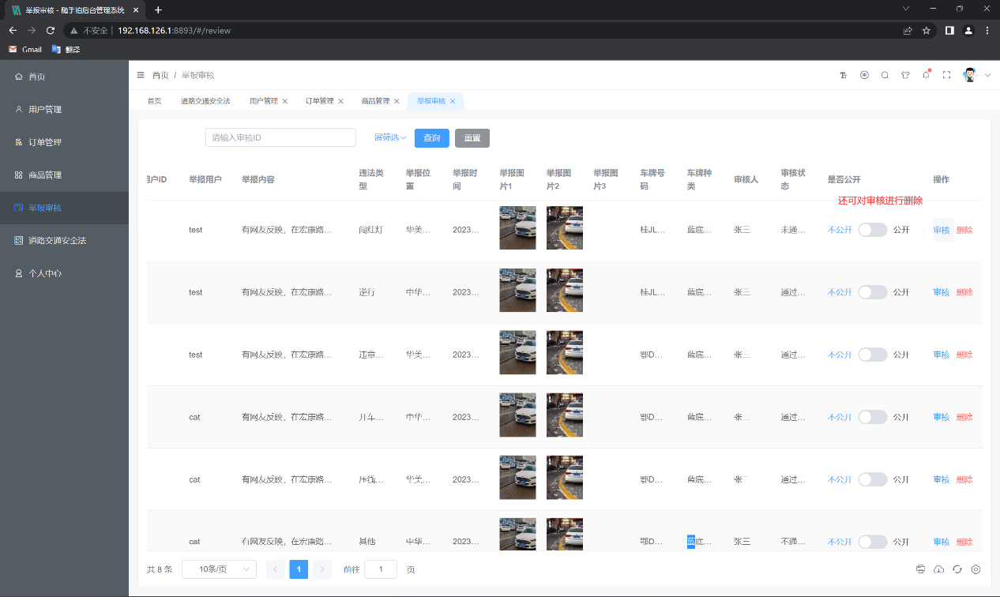 举报审核 - 随手拍后台管理系统
不安全 192.168.126.1:8893/#/review
Gmail 翻译
首页
用户管理
订单管理
商品管理
举报审核
道路交通安全法
个人中心
首页 / 举报审核
首页 道路交通安全法 用户管理 订单管理 商品管理 举报审核
请输入审核ID 展筛选 查询 重置
用户ID 举报用户 举报内容 违法类型 举报位置 举报时间 举报图片1 举报图片2 举报图片3 车牌号码 车牌种类 审核人 审核状态 是否公开 操作
还可对审核进行删除
test 有网友反映，在宏康路... 闯红灯 华美... 2023... 桂JL... 蓝底... 张三 未通... 不公开 公开 审核 删除
test 有网友反映，在宏康路... 逆行 中华... 2023... 桂JL... 蓝底... 张三 通过... 不公开 公开 审核 删除
test 有网友反映，在宏康路... 违章... 华美... 2023... 鄂D... 蓝底... 张三 通过... 不公开 公开 审核 删除
cat 有网友反映，在宏康路... 开车... 中华... 2023... 鄂D... 蓝底... 张三 通过... 不公开 公开 审核 删除
cat 有网友反映，在宏康路... 压线... 华美... 2023... 鄂D... 蓝底... 张三 通过... 不公开 公开 审核 删除
cat 有网友反映，在宏康路... 其他 中华... 2023... 鄂D... 蓝底... 张三 不通... 不公开 公开 审核 删除
共 8 条 10条/页 1 前往 1 页